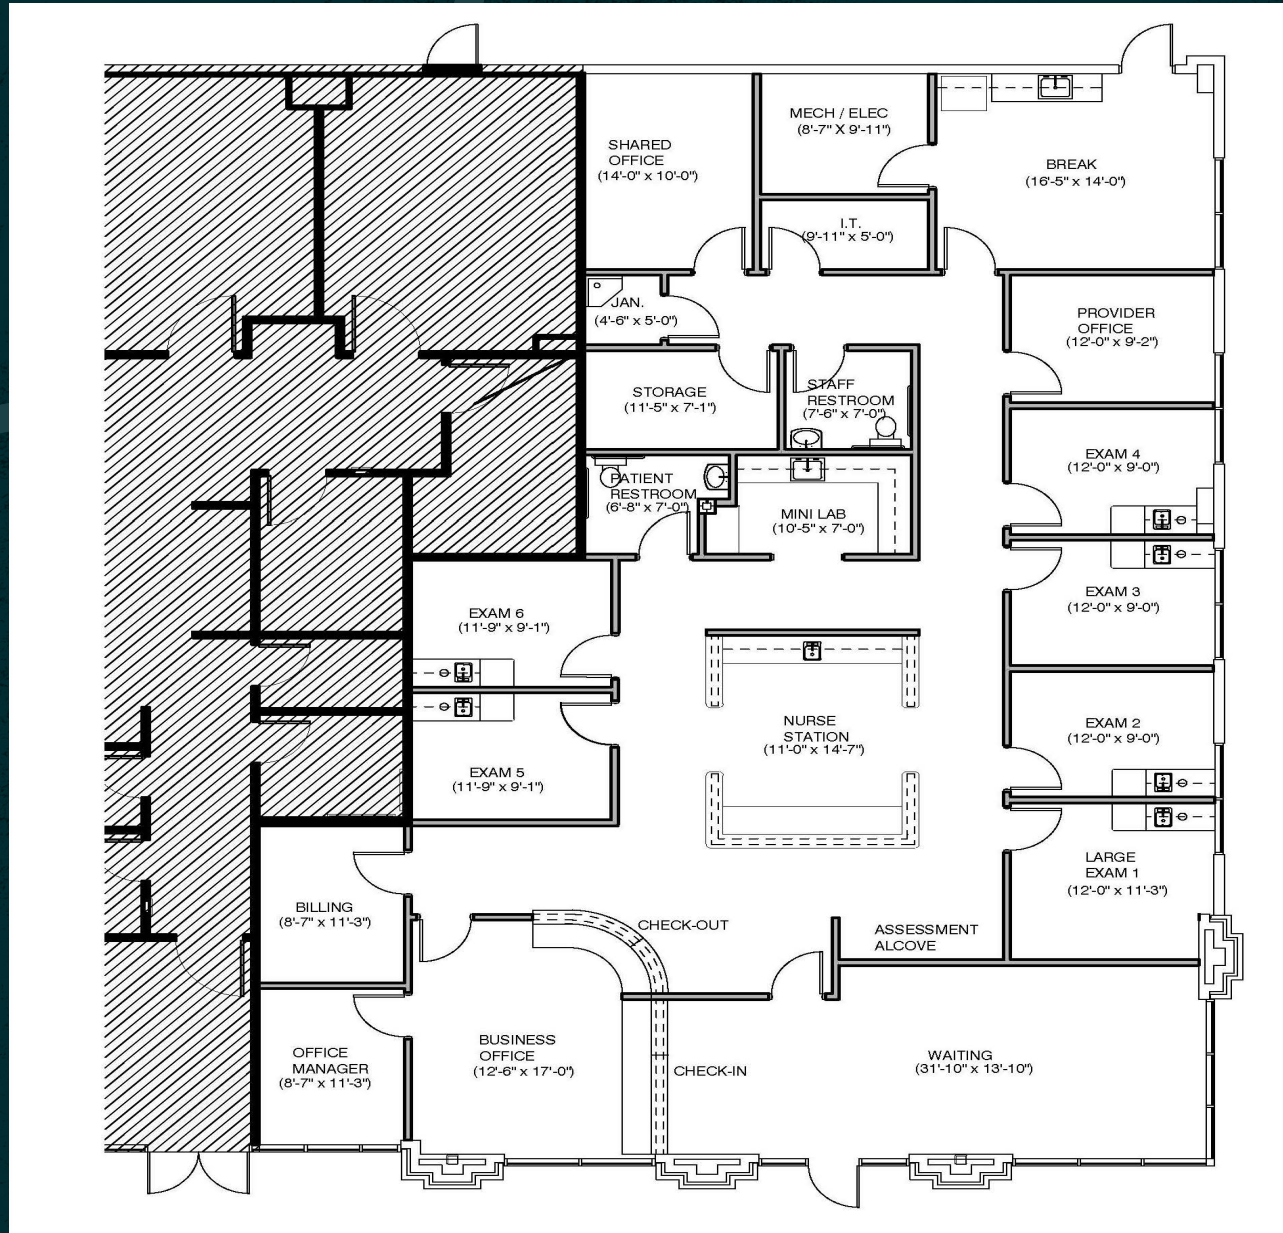 MECH / ELEC
(8'-7" X 9'-11")
SHARED
OFFICE
(14'-0" x 10'-0")
BREAK
(16'-5" x 14'-0")
I.T.
(9'-11" x 5'-0")
JAN.
(4'-6" x 5'-0")
PROVIDER
OFFICE
(12'-0" x 9'-2")
STORAGE
(11'-5" x 7'-1")
STAFF
RESTROOM
(7'-6" x 7'-0")
EXAM 4
(12'-0" x 9'-0")
PATIENT
RESTROOM
(6'-8" x 7'-0")
MINI LAB
(10'-5" x 7'-0")
EXAM 3
(12'-0" x 9'-0")
EXAM 6
(11'-9" x 9'-1")
NURSE
STATION
(11'-0" x 14'-7")
EXAM 2
(12'-0" x 9'-0")
EXAM 5
(11'-9" x 9'-1")
LARGE
EXAM 1
(12'-0" x 11'-3")
BILLING
(8'-7" x 11'-3")
CHECK-OUT
ASSESSMENT
ALCOVE
BUSINESS
OFFICE
(12'-6" x 17'-0")
OFFICE
MANAGER
(8'-7" x 11'-3")
CHECK-IN
WAITING
(31'-10" x 13'-10")